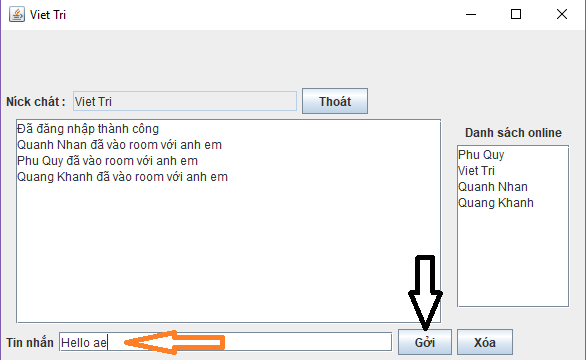 Viet Tri
Níck chát : Viet Tri Thoát
Đã đăng nhập thành công
Quanh Nhan đã vào room với anh em
Phu Quy đã vào room với anh em
Quang Khanh đã vào room với anh em
Danh sách online
Phu Quy
Viet Tri
Quanh Nhan
Quang Khanh
Tin nhắn Hello ae Gởi Xóa